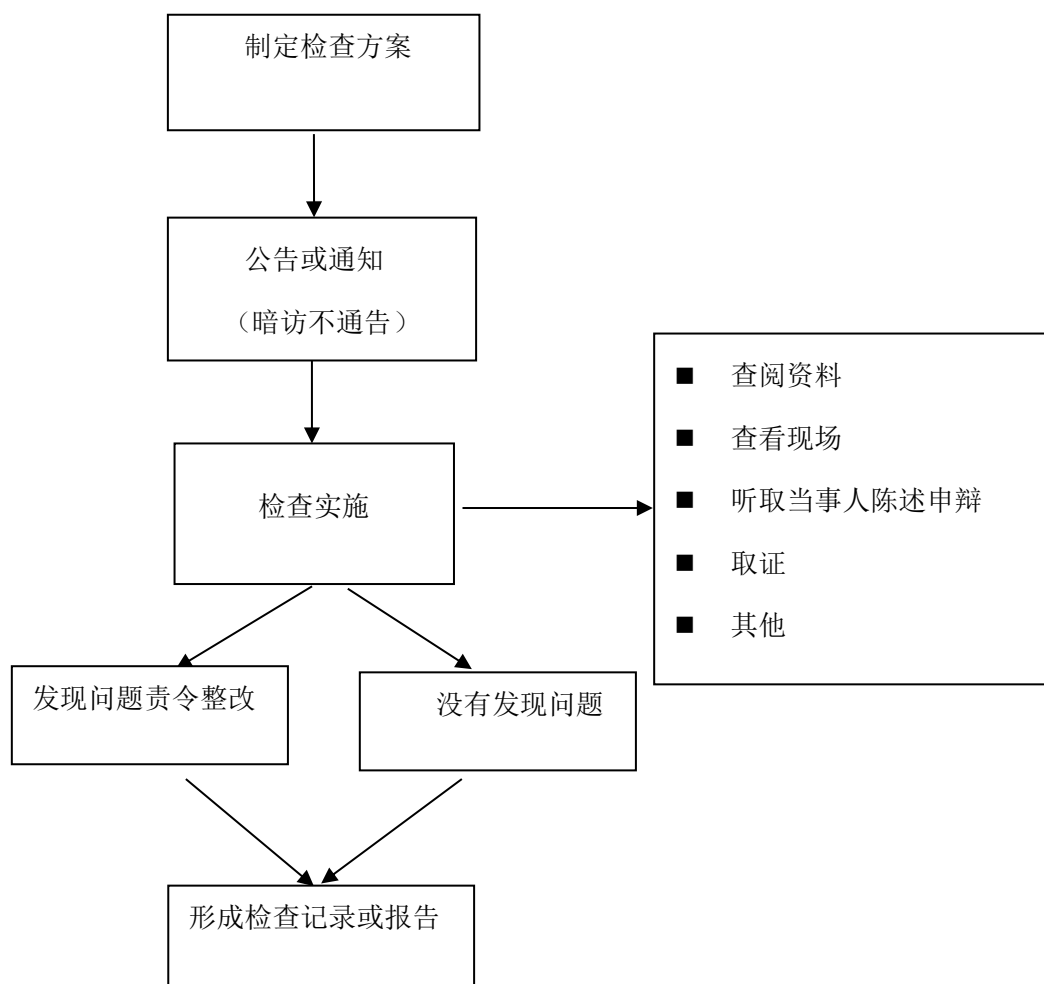 制定检查方案
公告或通知
（暗访不通告）
检查实施
■ 查阅资料
■ 查看现场
■ 听取当事人陈述申辩
■ 取证
■ 其他
发现问题责令整改
没有发现问题
形成检查记录或报告